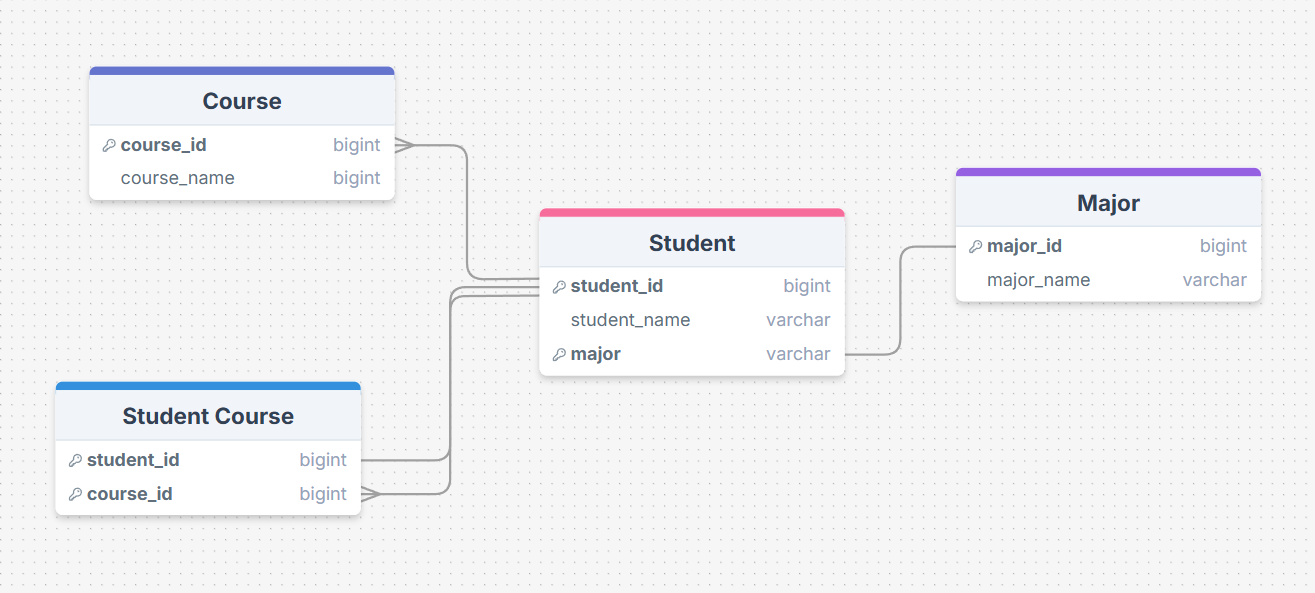 Course
course_id bigint
course_name bigint
Student
student_id bigint
student_name varchar
major varchar
Major
major_id bigint
major_name varchar
Student Course
student_id bigint
course_id bigint